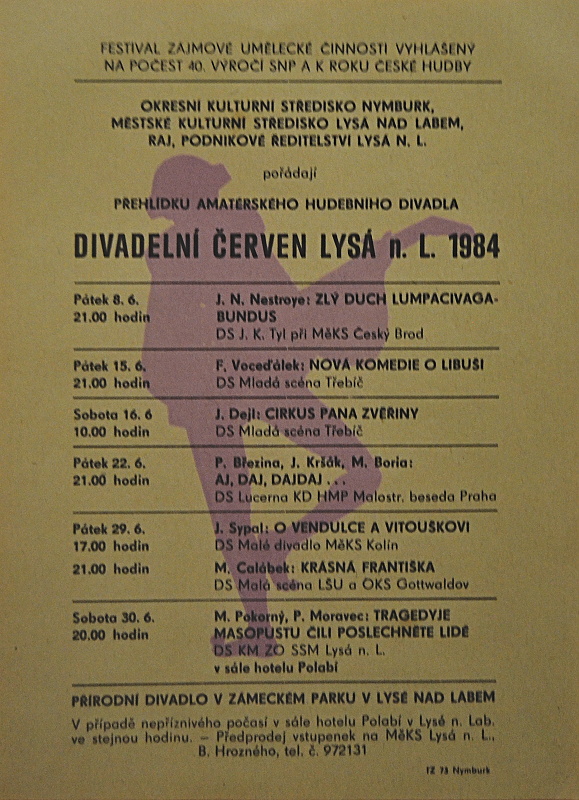 FESTIVAL ZÁJMOVÉ UMĚLECKÉ ČINNOSTI VYHLÁŠENÝ
NA POČEST 40. VÝROČÍ SNP A K ROKU ČESKÉ HUDBY
OKRESNÍ KULTURNÍ STŘEDISKO NYMBURK,
MĚSTSKÉ KULTURNÍ STŘEDISKO LYSÁ NAD LABEM,
RAJ, PODNIKOVÉ ŘEDITELSTVÍ LYSÁ N. L.
pořádají
PŘEHLÍDKU AMATÉRSKÉHO HUDEBNÍHO DIVADLA
DIVADELNÍ ČERVEN LYSÁ n. L. 1984
Pátek 8. 6. J. N. Nestroye: ZLÝ DUCH LUMPACIVAGA-
21.00 hodin BUNDUS
DS J. K. Tyl při MěKS Český Brod
Pátek 15. 6. F. Voceďálek: NOVÁ KOMEDIE O LIBUŠI
21.00 hodin DS Mladá scéna Třebíč
Sobota 16. 6 J. Dejl: CIRKUS PANA ZVĚŘINY
10.00 hodin DS Mladá scéna Třebíč
Pátek 22. 6. P. Březina, J. Kršák, M. Boria:
21.00 hodin AJ, DAJ, DAJDAJ . . .
DS Lucerna KD HMP Malostr. beseda Praha
Pátek 29. 6. J. Sypal: O VENDULCE A VITOUŠKOVI
17.00 hodin DS Malé divadlo MěKS Kolín
21.00 hodin M. Calábek: KRÁSNÁ FRANTIŠKA
DS Malá scéna LŠU a OKS Gottwaldov
Sobota 30. 6. M. Pokorný, P. Moravec: TRAGEDYJE
20.00 hodin MASOPUSTU ČILI POSLECHNĚTE LIDÉ
DS KM ZO SSM Lysá n. L.
v sále hotelu Polabí
PŘÍRODNÍ DIVADLO V ZÁMECKÉM PARKU V LYSÉ NAD LABEM
V případě nepříznivého počasí v sále hotelu Polabí v Lysé n. Lab.
ve stejnou hodinu. – Předprodej vstupenek na MěKS Lysá n. L.,
B. Hrozného, tel. č. 972131
TZ 73 Nymburk